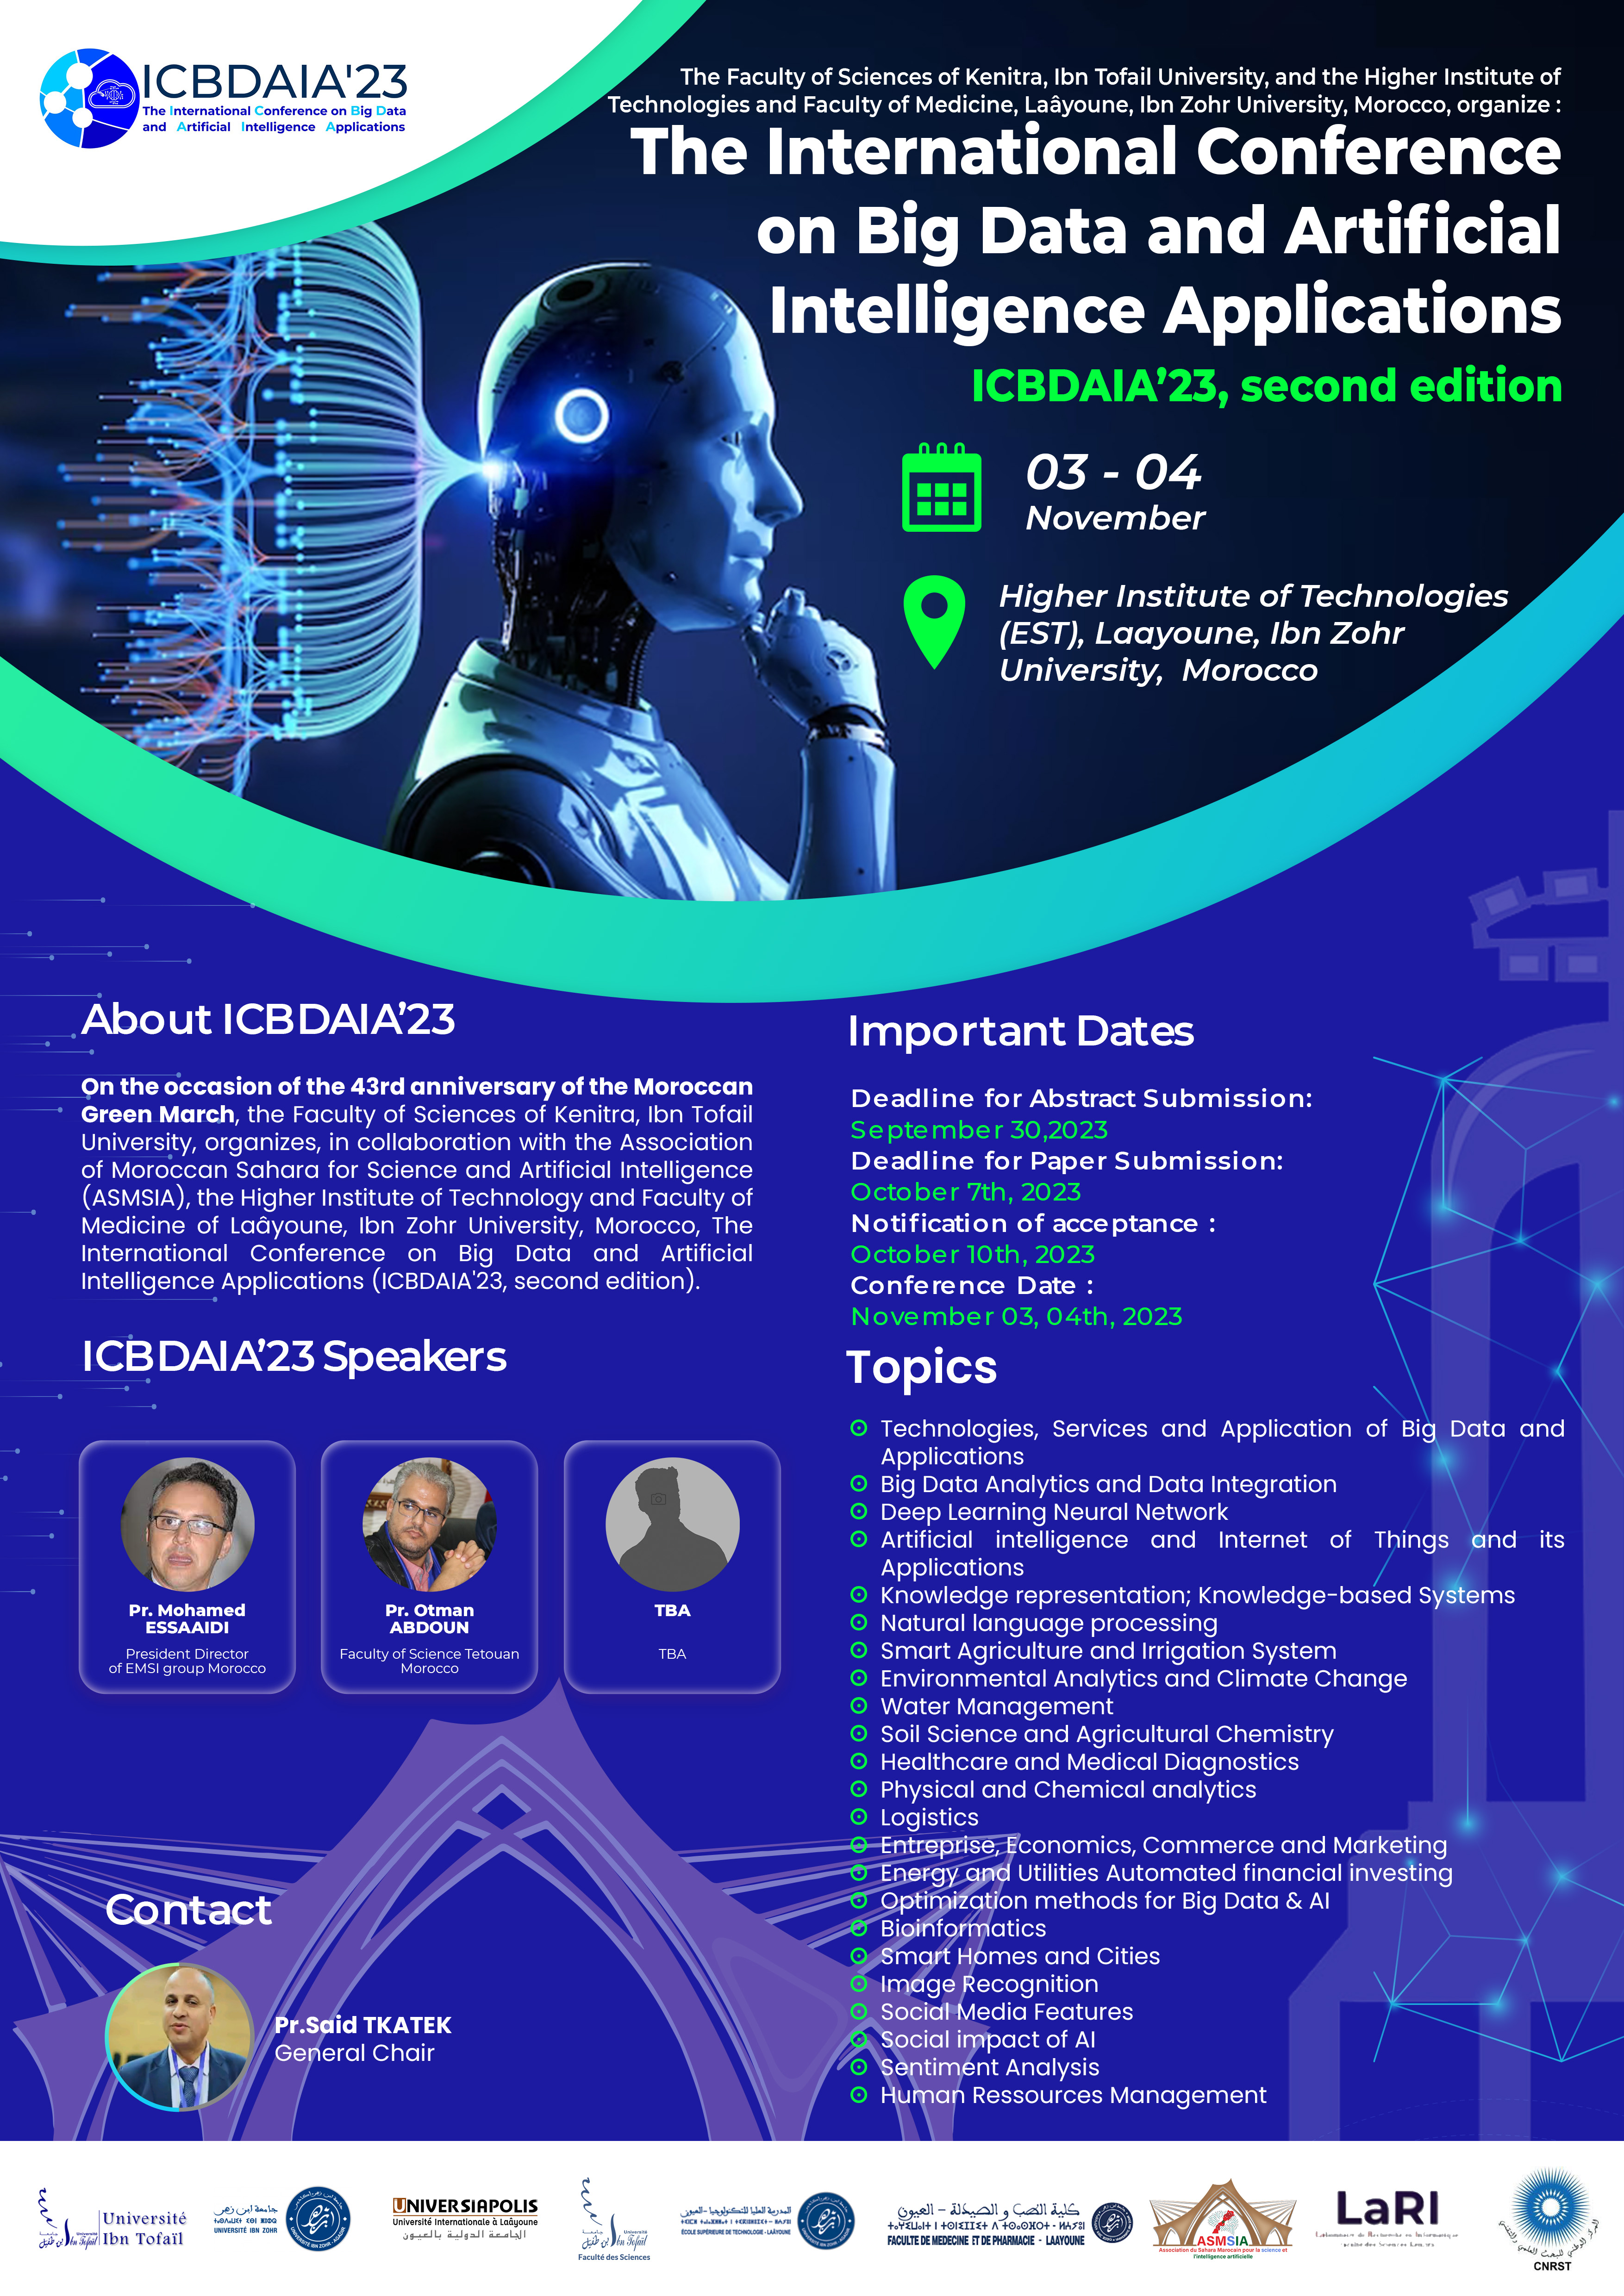 ICBDAIA'23
The International Conference on Big Data
and Artificial Intelligence Applications
The Faculty of Sciences of Kenitra, Ibn Tofail University, and the Higher Institute of
Technologies and Faculty of Medicine, Laâyoune, Ibn Zohr University, Morocco, organize :
The International Conference
on Big Data and Artificial
Intelligence Applications
ICBDAIA’23, second edition
03 - 04
November
Higher Institute of Technologies
(EST), Laayoune, Ibn Zohr
University, Morocco
About ICBDAIA’23
On the occasion of the 43rd anniversary of the Moroccan
Green March, the Faculty of Sciences of Kenitra, Ibn Tofail
University, organizes, in collaboration with the Association
of Moroccan Sahara for Science and Artificial Intelligence
(ASMSIA), the Higher Institute of Technology and Faculty of
Medicine of Laâyoune, Ibn Zohr University, Morocco, The
International Conference on Big Data and Artificial
Intelligence Applications (ICBDAIA'23, second edition).
ICBDAIA’23 Speakers
Pr. Mohamed
ESSAAIDI
President Director
of EMSI group Morocco
Pr. Otman
ABDOUN
Faculty of Science Tetouan
Morocco
TBA
TBA
Contact
Pr.Said TKATEK
General Chair
Important Dates
Deadline for Abstract Submission:
September 30,2023
Deadline for Paper Submission:
October 7th, 2023
Notification of acceptance :
October 10th, 2023
Conference Date :
November 03, 04th, 2023
Topics
Technologies, Services and Application of Big Data and
Applications
Big Data Analytics and Data Integration
Deep Learning Neural Network
Artificial intelligence and Internet of Things and its
Applications
Knowledge representation; Knowledge-based Systems
Natural language processing
Smart Agriculture and Irrigation System
Environmental Analytics and Climate Change
Water Management
Soil Science and Agricultural Chemistry
Healthcare and Medical Diagnostics
Physical and Chemical analytics
Logistics
Entreprise, Economics, Commerce and Marketing
Energy and Utilities Automated financial investing
Optimization methods for Big Data & AI
Bioinformatics
Smart Homes and Cities
Image Recognition
Social Media Features
Social impact of AI
Sentiment Analysis
Human Ressources Management
Université
Ibn Tofaïl
جامعة ابن زهر
UNIVERSITÉ IBN ZOHR
UNIVERSIAPOLIS
Université Internationale à Laâyoune
الجامعة الدولية بالعيون
Faculté des Sciences
المدرسة العليا للتكنولوجيا - العيون
ÉCOLE SUPÉRIEURE DE TECHNOLOGIE - LAÂYOUNE
كلية الطب و الصيدلة - العيون
FACULTE DE MEDECINE ET DE PHARMACIE - LAAYOUNE
ASMSIA
Association du Sahara Marocain pour la science et
l'intelligence artificielle
LaRI
CNRST